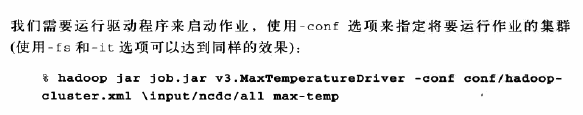 我们需要运行驱动程序来启动作业，使用-conf 选项来指定将要运行作业的集群
(使用-fs 和-it 选项可以达到同样的效果)：
% hadoop jar job.jar v3.MaxTemperatureDriver -conf conf/hadoop-
cluster.xml \input/ncdc/all max-temp